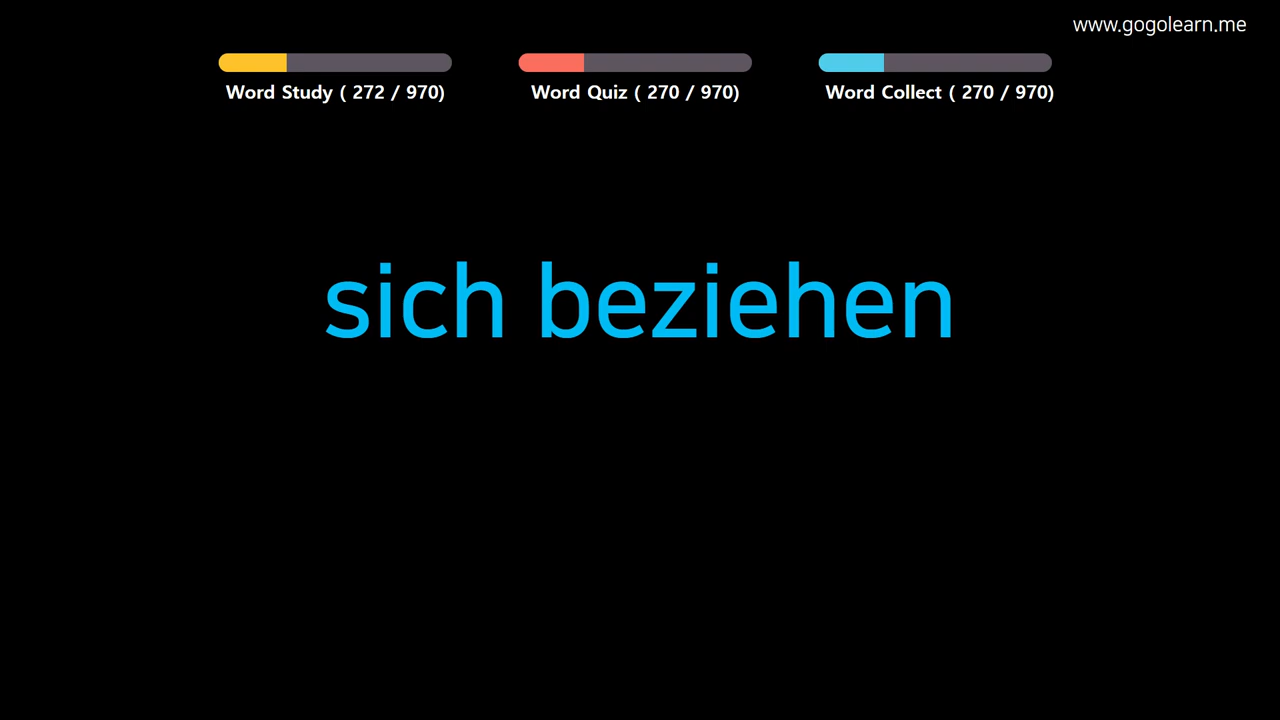 www.gogolearn.me
Word Study ( 272 / 970)
Word Quiz ( 270 / 970)
Word Collect ( 270 / 970)
sich beziehen